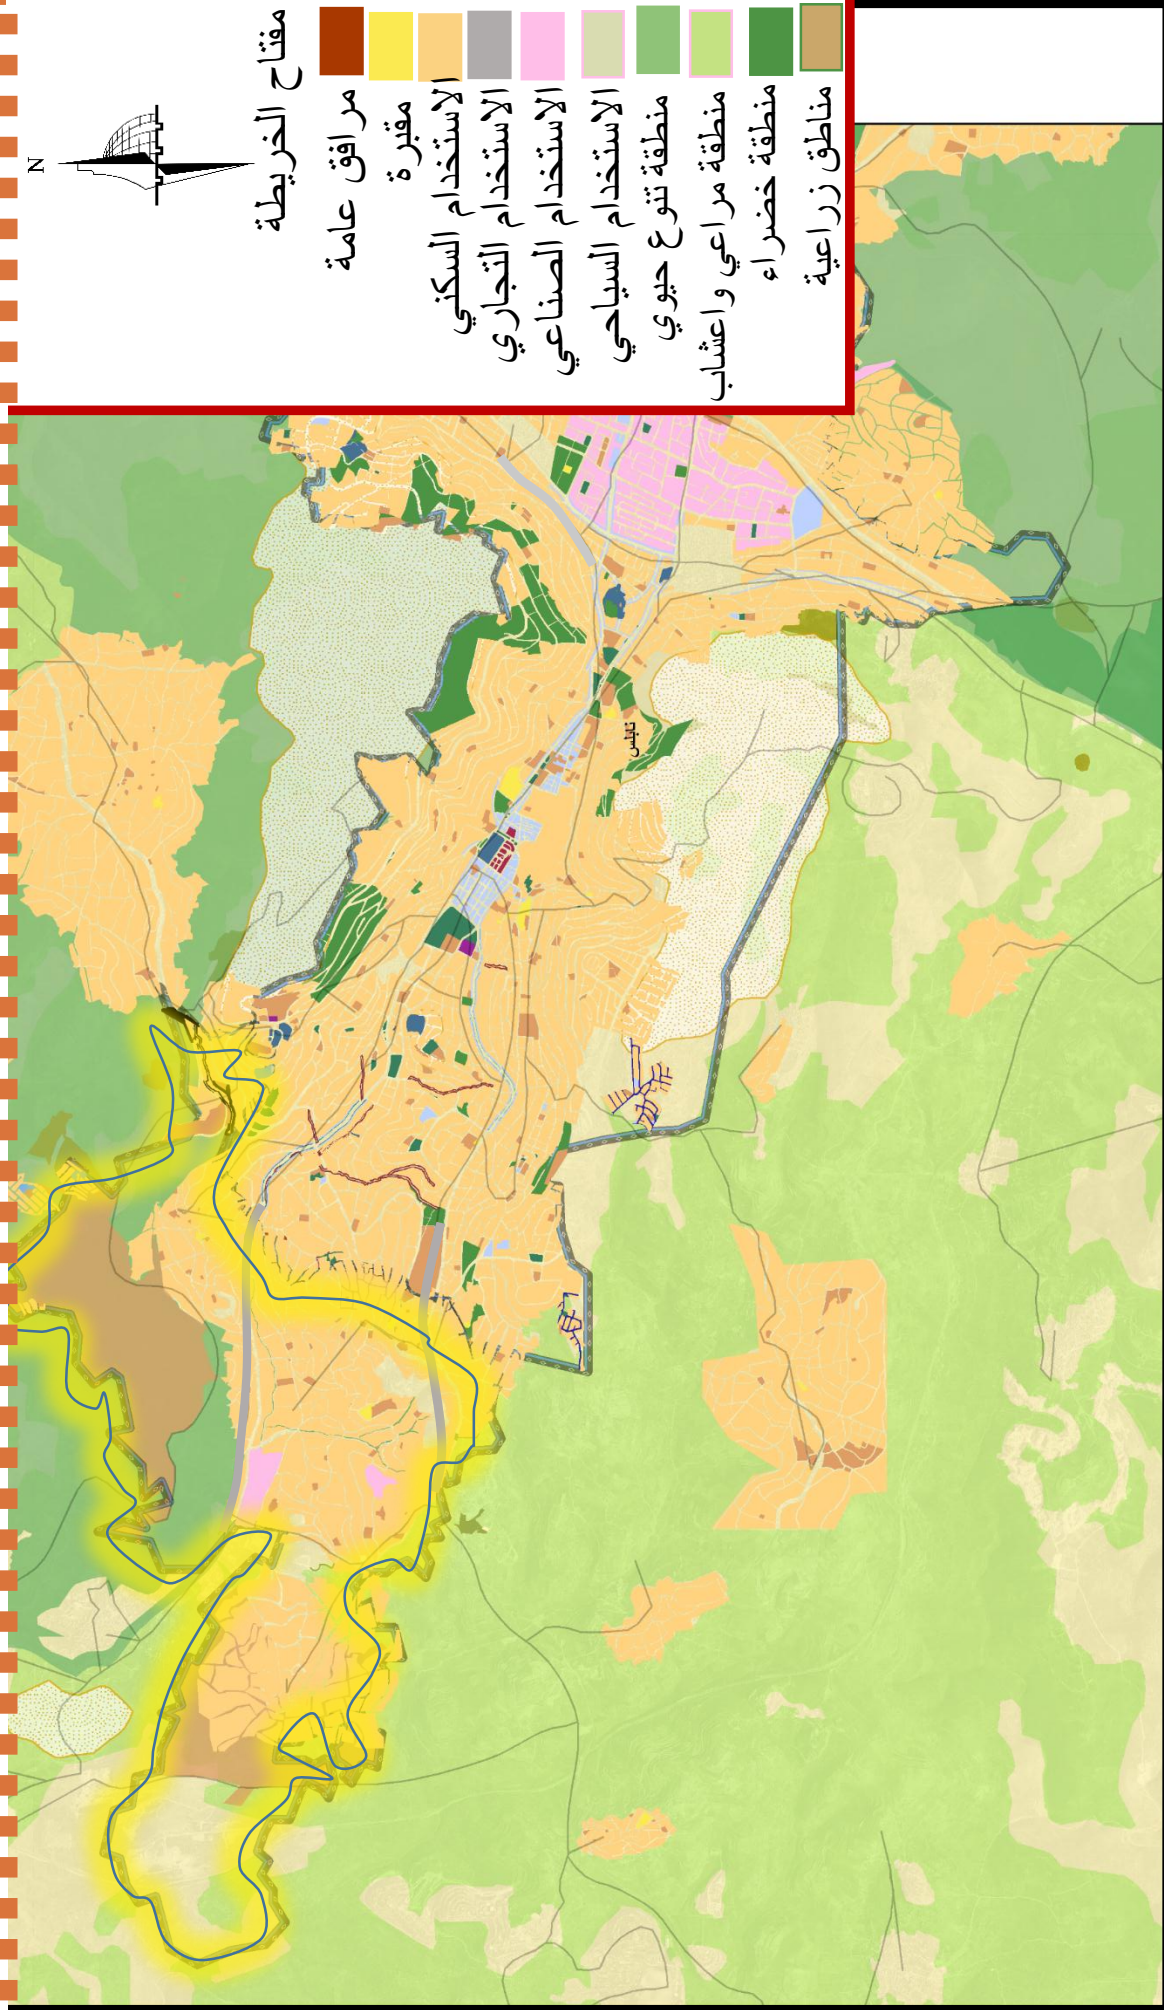 N
مفتاح الخريطة
مرافق عامة
مقبرة
الاستخدام السكني
الاستخدام التجاري
الاستخدام الصناعي
الاستخدام السياحي
منطقة تنوع حيوي
منطقة مراعي واعشاب
منطقة خضراء
مناطق زراعية
نابلس